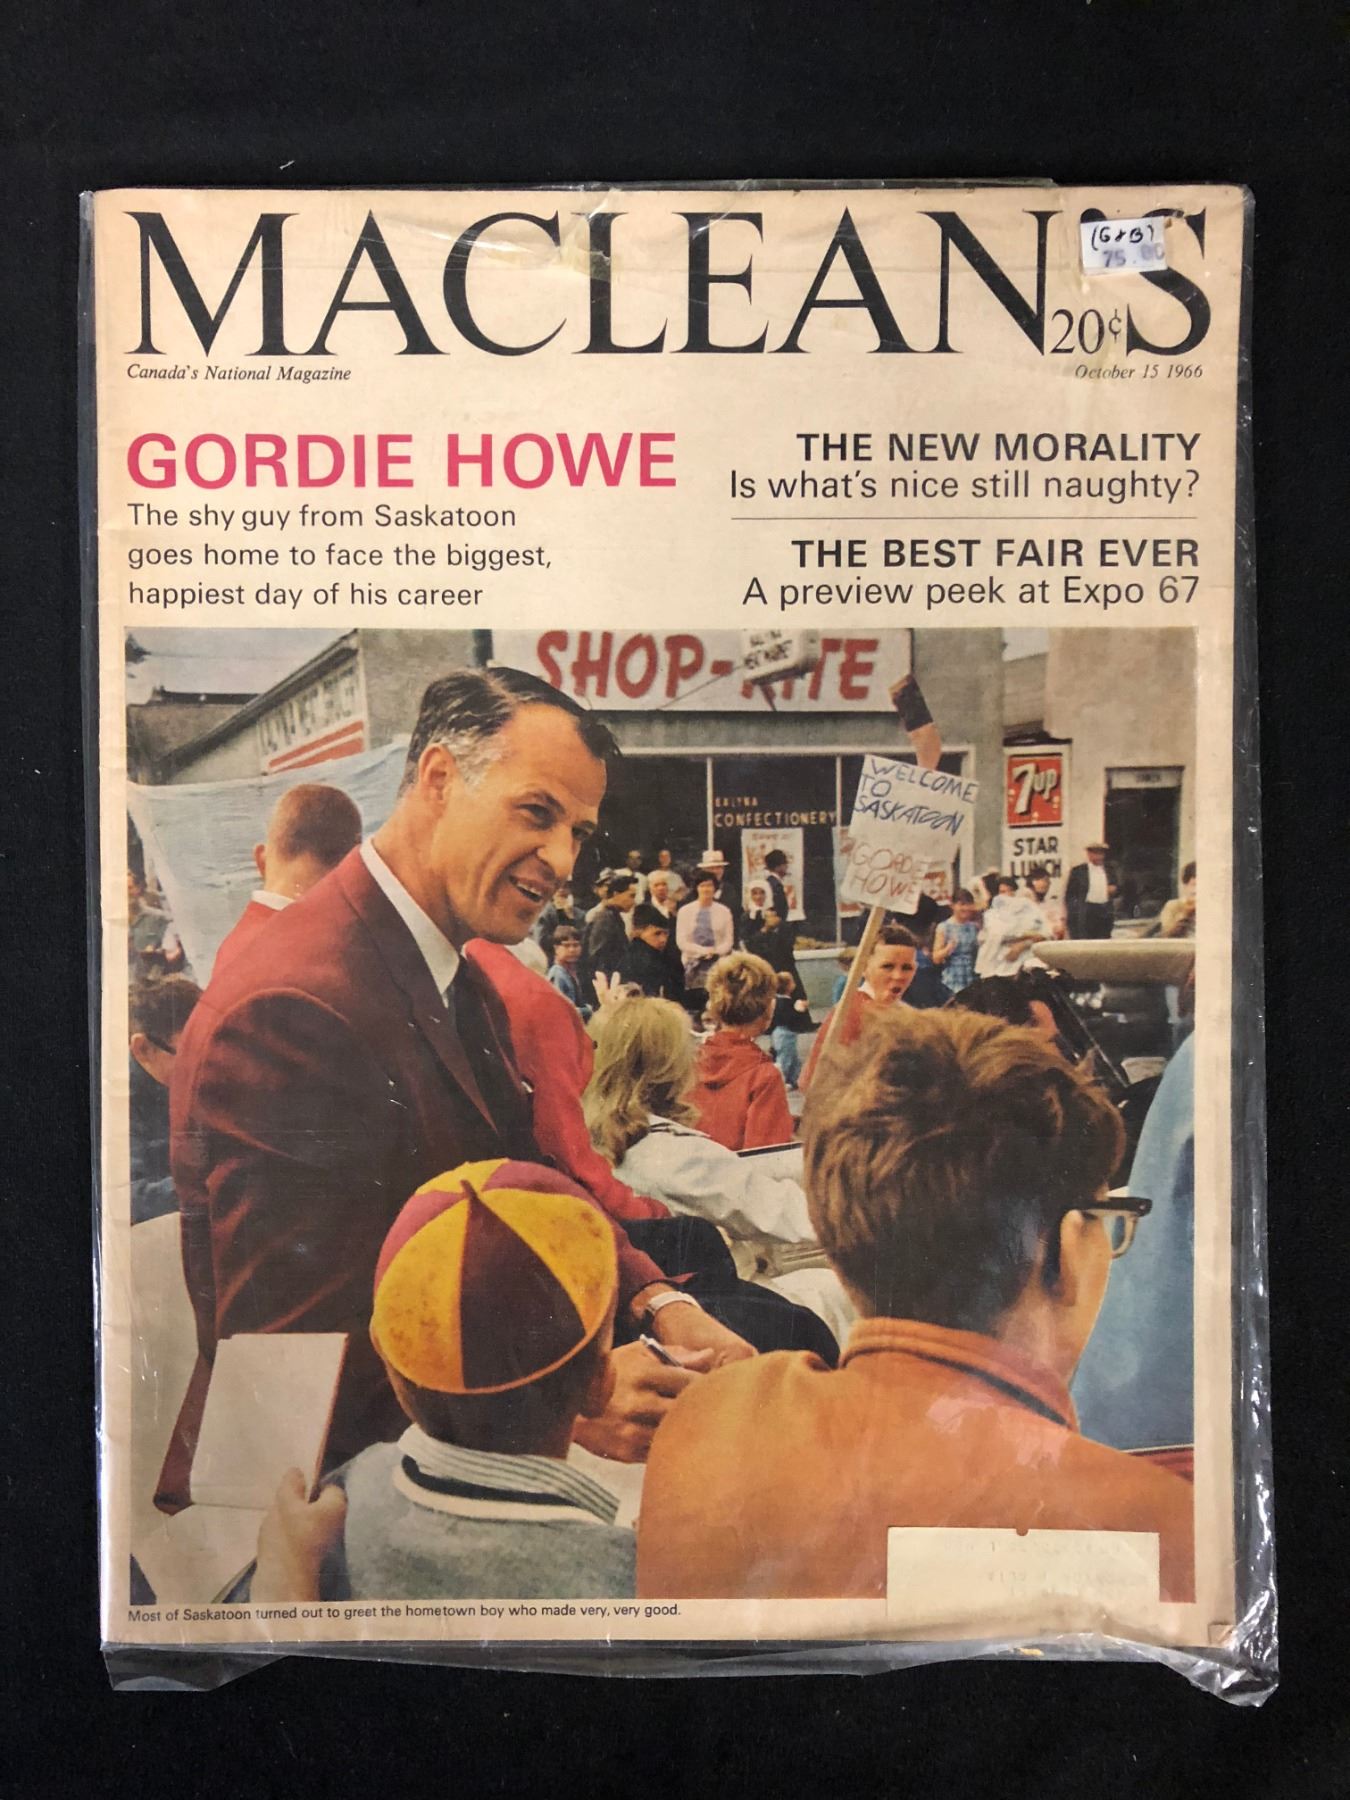 MACLEAN'S
(G+B)
75.00
20¢
Canada's National Magazine
October 15 1966
GORDIE HOWE
The shy guy from Saskatoon
goes home to face the biggest,
happiest day of his career
THE NEW MORALITY
Is what's nice still naughty?
THE BEST FAIR EVER
A preview peek at Expo 67
SHOP-RITE
KALYNA
CONFECTIONERY
WELCOME
TO
SASKATOON
GORDIE
HOWE
7up
STAR
LUNCH
Most of Saskatoon turned out to greet the hometown boy who made very, very good.